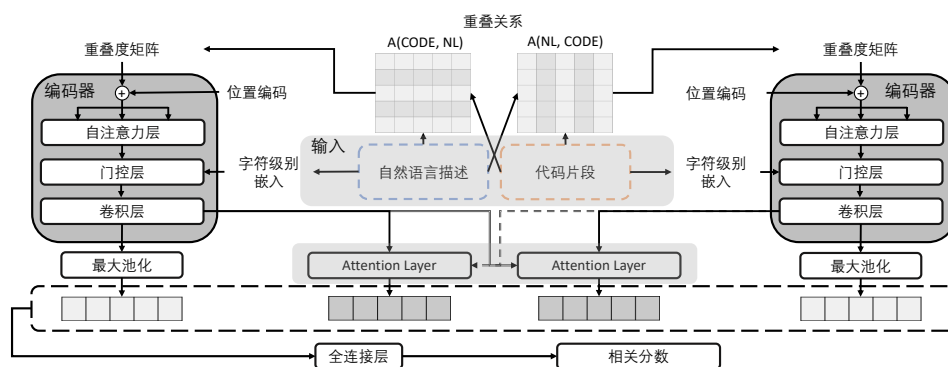 重叠关系
A(CODE, NL)
A(NL, CODE)
重叠度矩阵
重叠度矩阵
编码器
位置编码
位置编码
编码器
输入
自注意力层
自注意力层
门控层
字符级别
嵌入
自然语言描述
代码片段
字符级别
嵌入
门控层
卷积层
卷积层
最大池化
Attention Layer
Attention Layer
最大池化
全连接层
相关分数